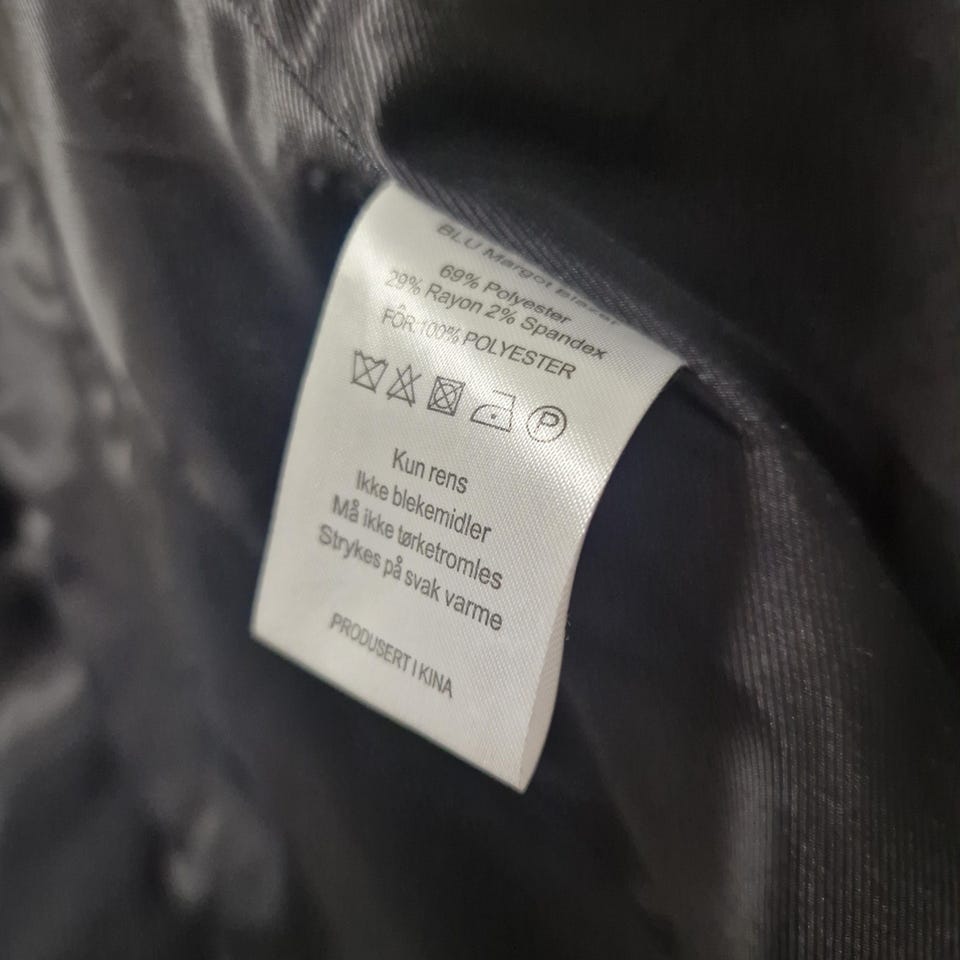 BLU Margot Blazer
69% Polyester
29% Rayon 2% Spandex
FÔR:100% POLYESTER
P
Kun rens
Ikke blekemidler
Må ikke tørketromles
Strykes på svak varme
PRODUSERT I KINA